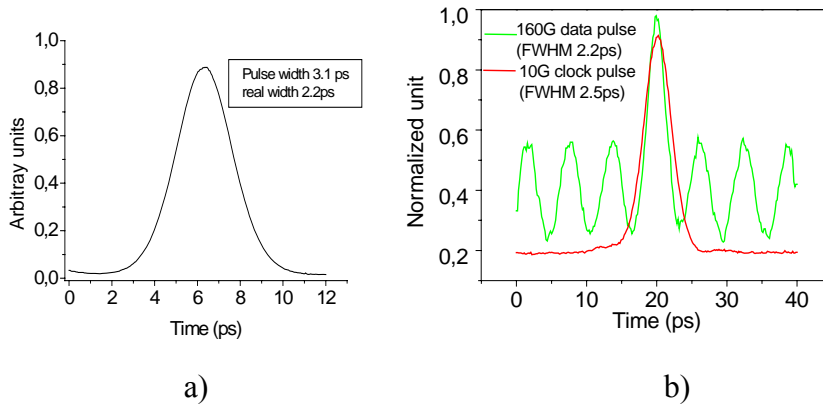 1,0
0,8
0,6
0,4
0,2
0,0
Arbitray units
Pulse width 3.1 ps
real width 2.2ps
0 2 4 6 8 10 12
Time (ps)
a)
1,0
0,8
0,6
0,4
0,2
Normalized unit
160G data pulse
(FWHM 2.2ps)
10G clock pulse
(FWHM 2.5ps)
0 10 20 30 40
Time (ps)
b)